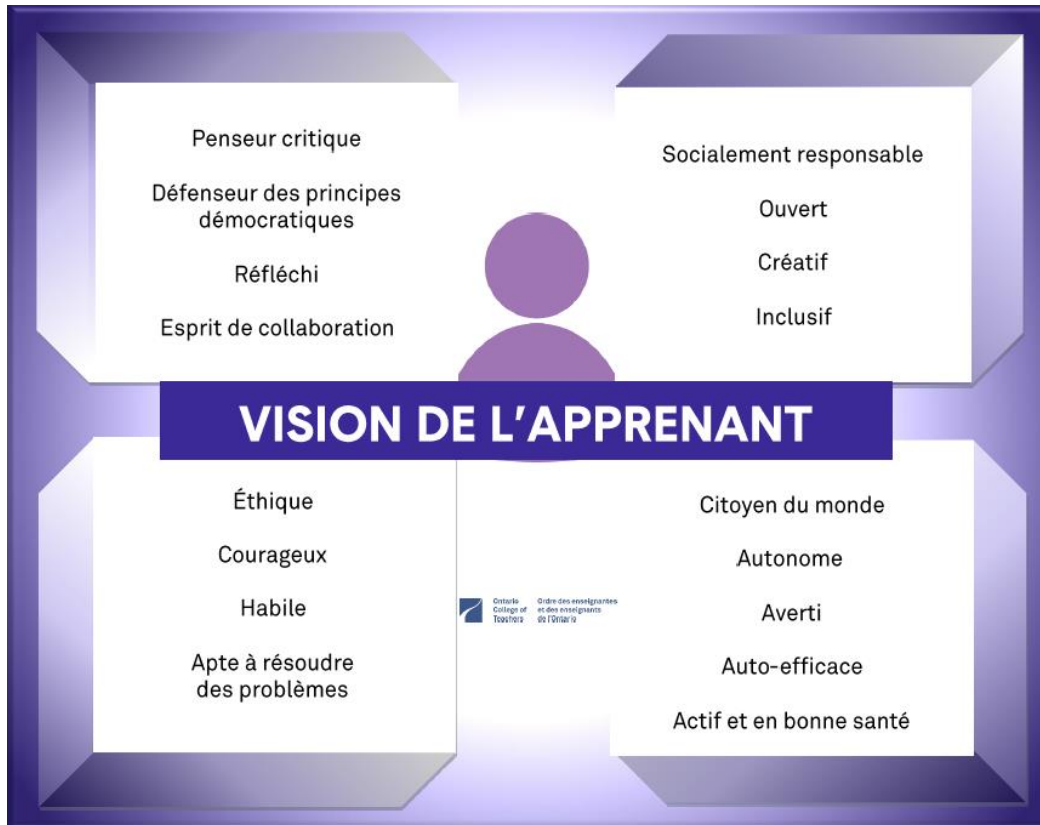 Penseur critique
Défenseur des principes
démocratiques
Réfléchi
Esprit de collaboration
Socialement responsable
Ouvert
Créatif
Inclusif
VISION DE L'APPRENANT
Éthique
Courageux
Habile
Apte à résoudre
des problèmes
Ontario
College of
Teachers
Ordre des enseignantes
et des enseignants
de l'Ontario
Citoyen du monde
Autonome
Averti
Auto-efficace
Actif et en bonne santé